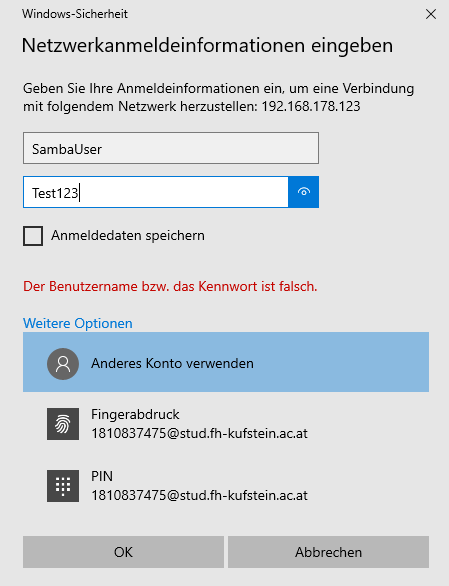 Windows-Sicherheit
Netzwerkanmeldeinformationen eingeben
Geben Sie Ihre Anmeldeinformationen ein, um eine Verbindung
mit folgendem Netzwerk herzustellen: 192.168.178.123
SambaUser
Test123
Anmeldedaten speichern
Der Benutzername bzw. das Kennwort ist falsch.
Weitere Optionen
Anderes Konto verwenden
Fingerabdruck
1810837475@stud.fh-kufstein.ac.at
PIN
1810837475@stud.fh-kufstein.ac.at
OK
Abbrechen